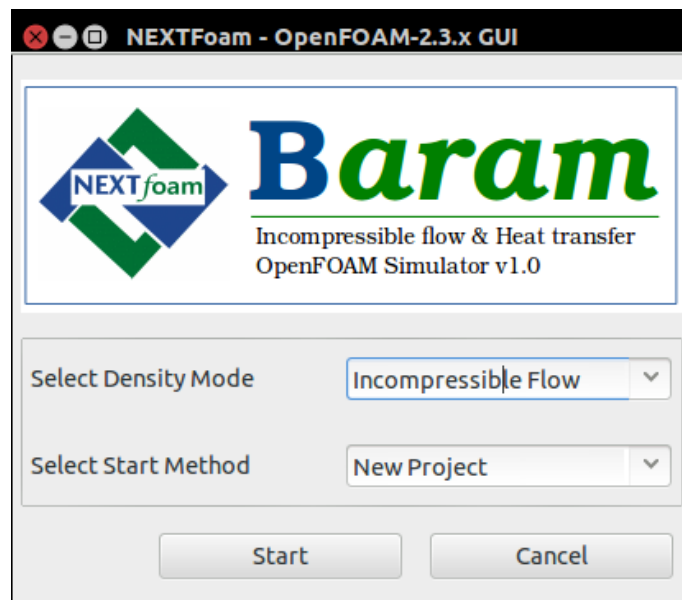 NEXTFoam - OpenFOAM-2.3.x GUI
NEXTfoam
Baram
Incompressible flow & Heat transfer
OpenFOAM Simulator v1.0
Select Density Mode
Incompressible Flow
Select Start Method
New Project
Start
Cancel